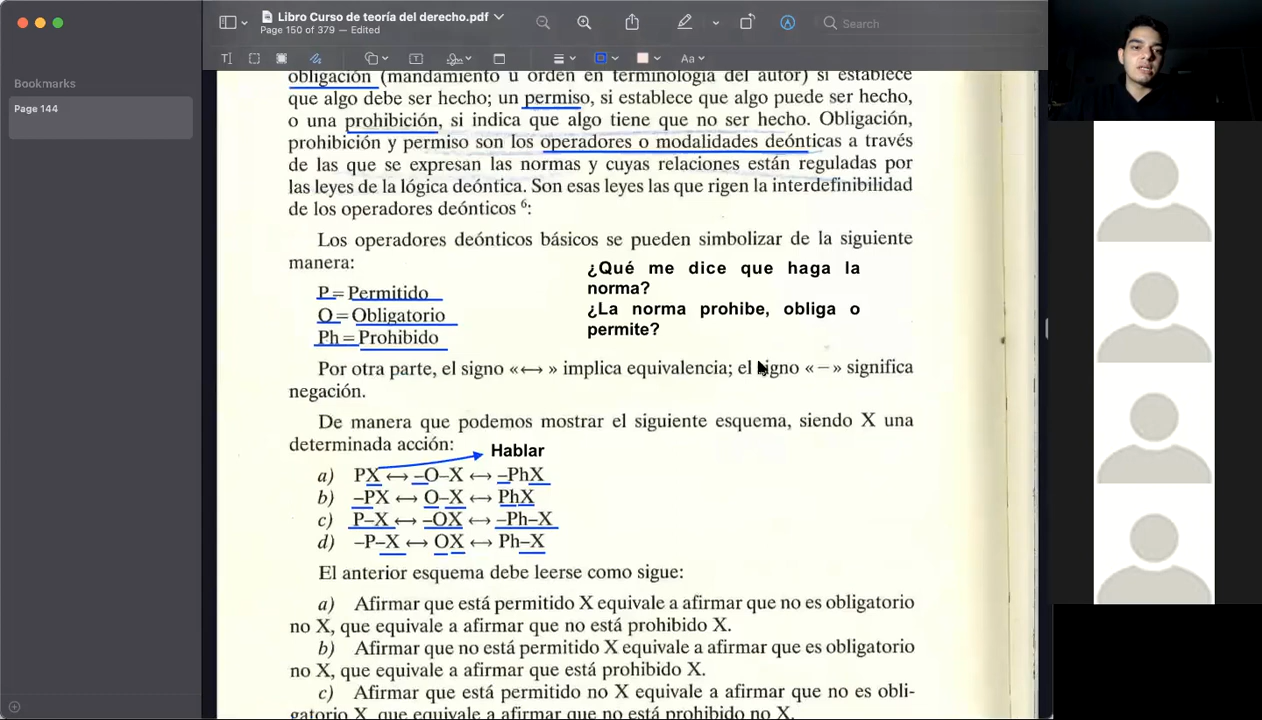 Libro Curso de teoría del derecho.pdf
Page 150 of 379 — Edited
Search
Aa
Bookmarks
Page 144
obligación (mandamiento u orden en terminología del autor) si establece
que algo debe ser hecho; un permiso, si establece que algo puede ser hecho,
o una prohibición, si indica que algo tiene que no ser hecho. Obligación,
prohibición y permiso son los operadores o modalidades deónticas a través
de las que se expresan las normas y cuyas relaciones están reguladas por
las leyes de la lógica deóntica. Son esas leyes las que rigen la interdefinibilidad
de los operadores deónticos 6:
Los operadores deónticos básicos se pueden simbolizar de la siguiente
manera:
¿Qué me dice que haga la
norma?
¿La norma prohibe, obliga o
permite?
P = Permitido
O = Obligatorio
Ph = Prohibido
Por otra parte, el signo «↔ » implica equivalencia; el signo « – » significa
negación.
De manera que podemos mostrar el siguiente esquema, siendo X una
determinada acción:
Hablar
a) PX ↔ –O–X ↔ –PhX
b) –PX ↔ O–X ↔ PhX
c) P–X ↔ –OX ↔ –Ph–X
d) –P–X ↔ OX ↔ Ph–X
El anterior esquema debe leerse como sigue:
a) Afirmar que está permitido X equivale a afirmar que no es obligatorio
no X, que equivale a afirmar que no está prohibido X.
b) Afirmar que no está permitido X equivale a afirmar que es obligatorio
no X, que equivale a afirmar que está prohibido X.
c) Afirmar que está permitido no X equivale a afirmar que no es obli-
gatorio X, que equivale a afirmar que no está prohibido no X.